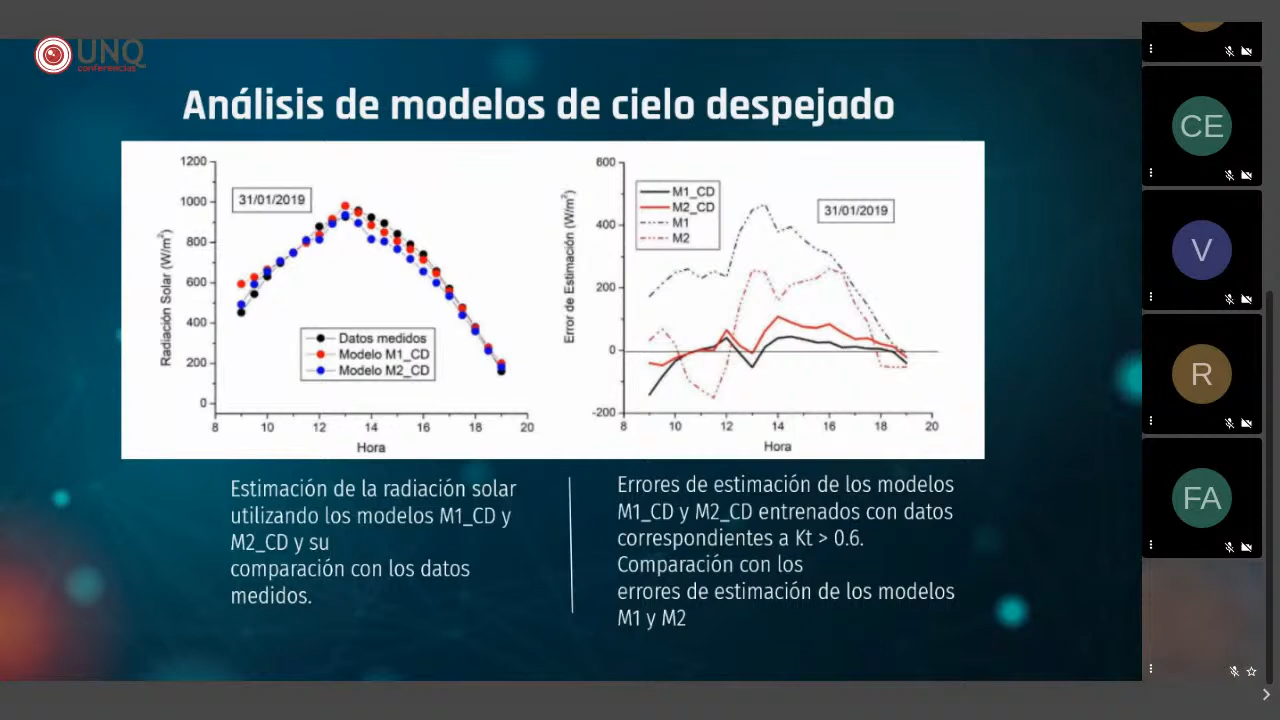 UNQ
conferencias
Análisis de modelos de cielo despejado
1200
1000
800
600
400
200
0
8
10
12
14
16
18
20
Radiación Solar (W/m²)
Hora
31/01/2019
Datos medidos
Modelo M1_CD
Modelo M2_CD
600
400
200
0
-200
8
10
12
14
16
18
20
Error de Estimación (W/m²)
Hora
M1_CD
M2_CD
M1
M2
31/01/2019
Estimación de la radiación solar
utilizando los modelos M1_CD y
M2_CD y su
comparación con los datos
medidos.
Errores de estimación de los modelos
M1_CD y M2_CD entrenados con datos
correspondientes a Kt > 0.6.
Comparación con los
errores de estimación de los modelos
M1 y M2
CE
V
R
FA